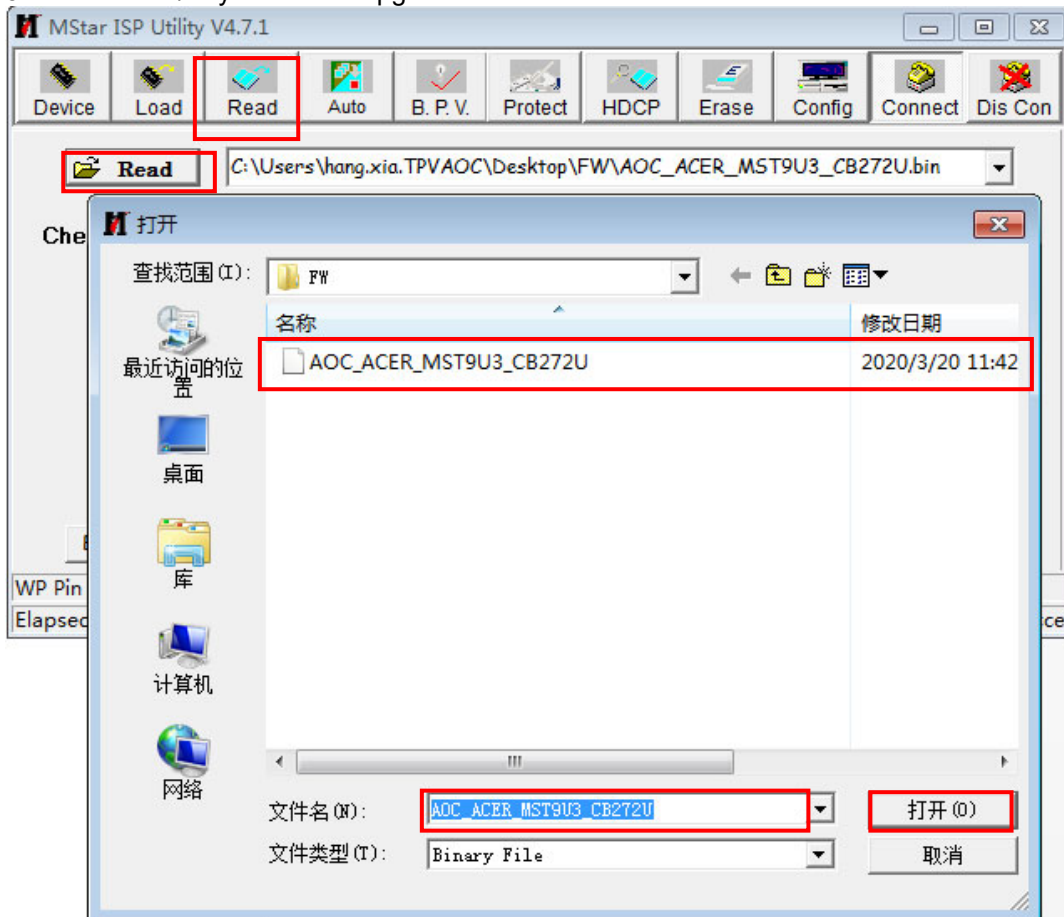 MStar ISP Utility V4.7.1
Device Load Read Auto B. P. V. Protect HDCP Erase Config Connect Dis Con
Read C:\Users\hang.xia.TPVAOC\Desktop\FW\AOC_ACER_MST9U3_CB272U.bin
Che
打开
查找范围(I): FW
名称 修改日期
AOC_ACER_MST9U3_CB272U 2020/3/20 11:42
最近访问的位
置
桌面
库
WP Pin
Elapsed
计算机
网络
文件名(N): AOC_ACER_MST9U3_CB272U 打开(O)
文件类型(T): Binary File 取消